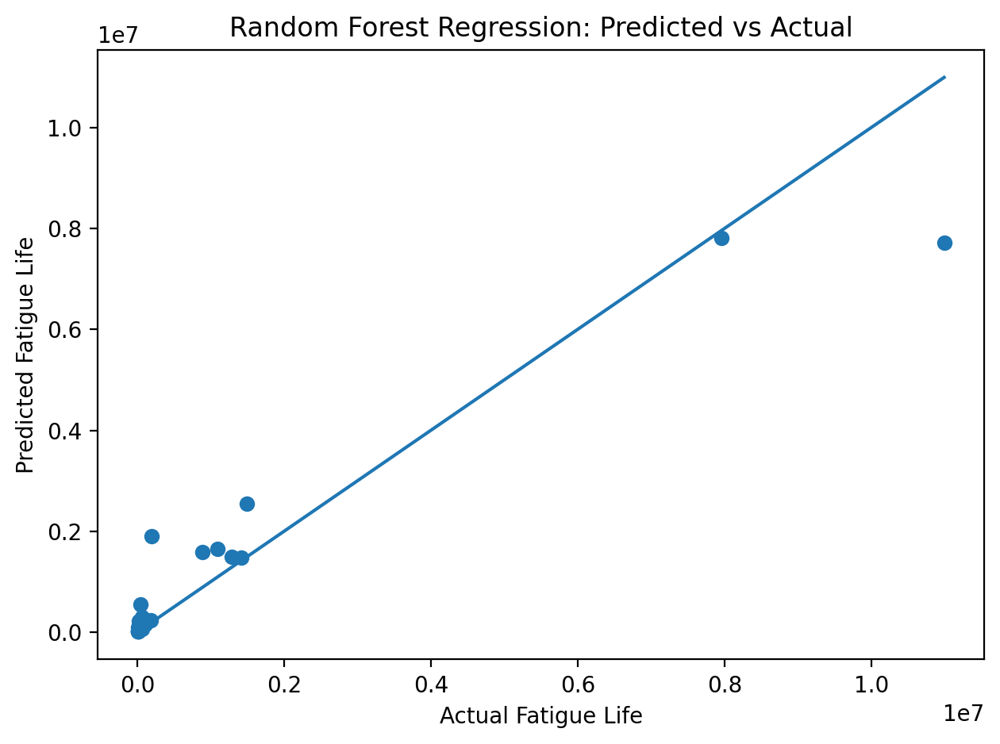 Random Forest Regression: Predicted vs Actual
1e7
1.0
0.8
0.6
0.4
0.2
0.0
Predicted Fatigue Life
0.0 0.2 0.4 0.6 0.8 1.0
1e7
Actual Fatigue Life